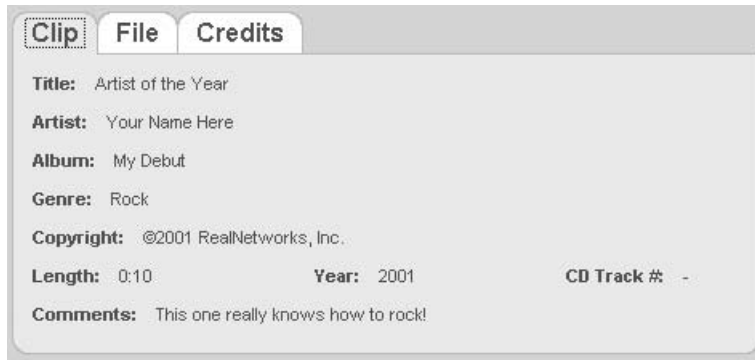 Clip File Credits
Title: Artist of the Year
Artist: Your Name Here
Album: My Debut
Genre: Rock
Copyright: ©2001 RealNetworks, Inc.
Length: 0:10 Year: 2001 CD Track #: -
Comments: This one really knows how to rock!